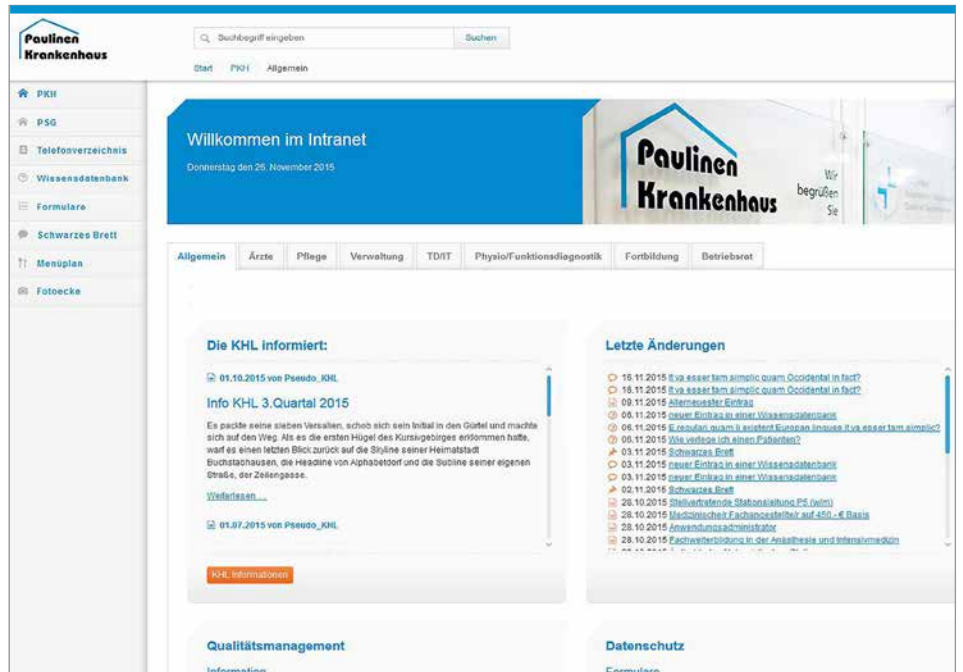 Paulinen
Krankenhaus
Suchbegriff eingeben
Suchen
Start PKH Allgemein
PKH
PSG
Telefonverzeichnis
Wissensdatenbank
Formulare
Schwarzes Brett
Menüplan
Fotoecke
Willkommen im Intranet
Donnerstag den 26. November 2015
Paulinen
Krankenhaus
Wir
begrüßen
Sie
Allgemein Ärzte Pflege Verwaltung TD/IT Physio/Funktionsdiagnostik Fortbildung Betriebsrat
Die KHL informiert:
01.10.2015 von Pseudo_KHL
Info KHL 3.Quartal 2015
Es packte seine sieben Versalien, schob sich sein Initial in den Gürtel und machte
sich auf den Weg. Als es die ersten Hügel des Kursivgebirges erklommen hatte,
warf es einen letzten Blick zurück auf die Skyline seiner Heimatstadt
Buchstabhausen, die Headline von Alphabetdorf und die Subline seiner eigenen
Straße, der Zeilengasse.
Weiterlesen ...
01.07.2015 von Pseudo_KHL
KHL Informationen
Letzte Änderungen
16.11.2015 It va esser tam simplic quam Occidental in fact?
16.11.2015 It va esser tam simplic quam Occidental in fact?
09.11.2015 Allerneuester Eintrag
06.11.2015 neuer Eintrag in einer Wissensdatenbank
06.11.2015 E regulari quam li existent Europan lingues it va esser tam simplic?
06.11.2015 Wie verlege ich einen Patienten?
03.11.2015 Schwarzes Brett
03.11.2015 neuer Eintrag in einer Wissensdatenbank
03.11.2015 neuer Eintrag in einer Wissensdatenbank
02.11.2015 Schwarzes Brett
28.10.2015 Stellvertretende Stationsleitung P5 (w/m)
28.10.2015 Medizinische/r Fachangestellte/r auf 450,- € Basis
28.10.2015 Anwendungsadministrator
28.10.2015 Fachweiterbildung in der Anästhesie und Intensivmedizin
Qualitätsmanagement
Information
Datenschutz
Formulare